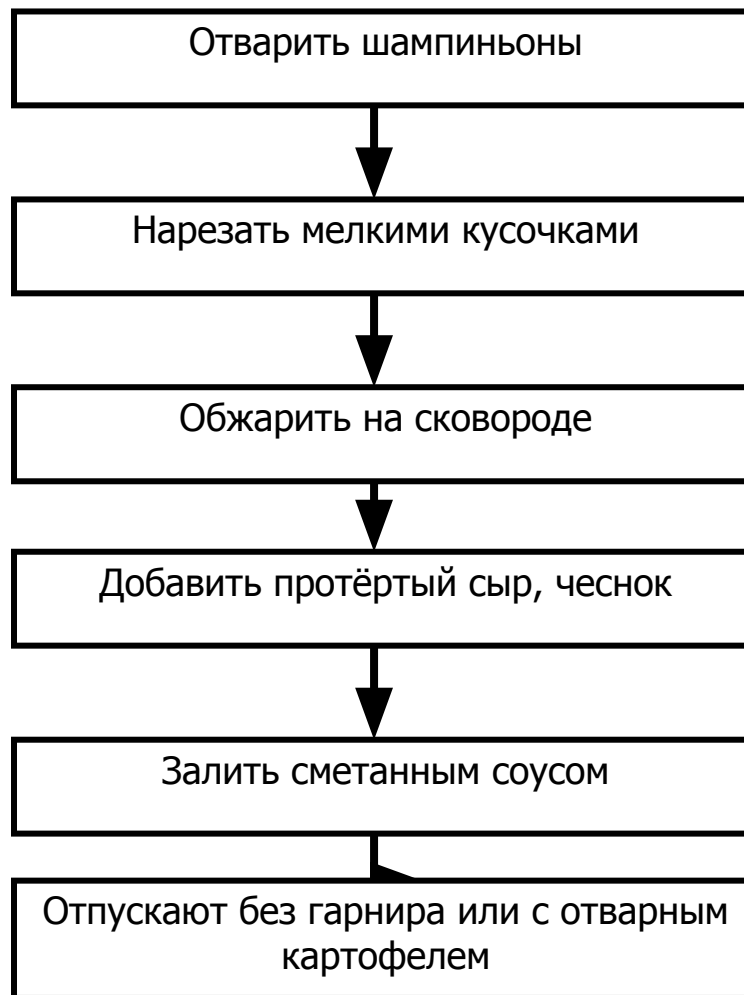 Отварить шампиньоны
Нарезать мелкими кусочками
Обжарить на сковороде
Добавить протёртый сыр, чеснок
Залить сметанным соусом
Отпускают без гарнира или с отварным
картофелем